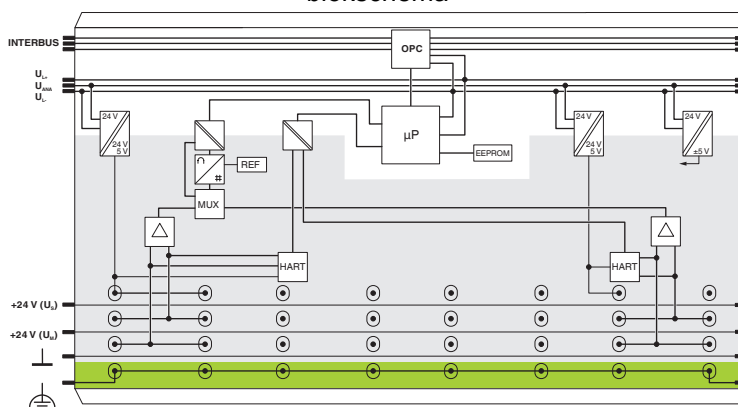 blokschema
INTERBUS
OPC
UL+
UANA
UL-
24 V
24 V
5 V
µP
24 V
24 V
5 V
24 V
±5 V
REF
EEPROM
MUX
HART
HART
+24 V (US)
+24 V (UM)